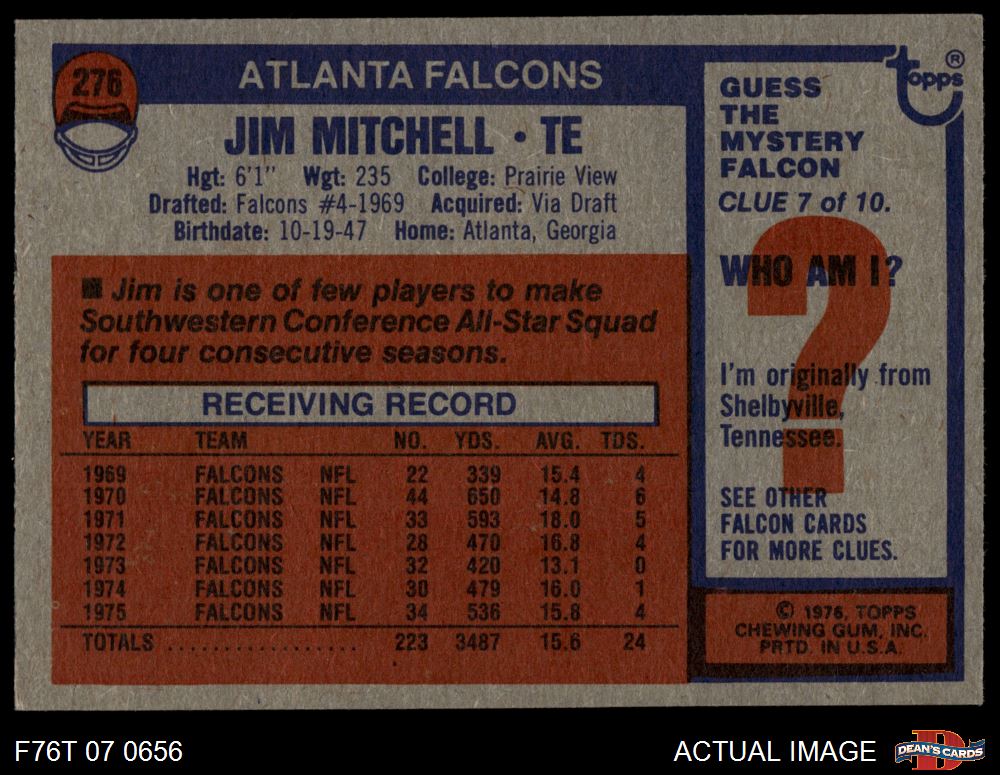 276
ATLANTA FALCONS
JIM MITCHELL • TE
Hgt: 6'1" Wgt: 235 College: Prairie View
Drafted: Falcons #4-1969 Acquired: Via Draft
Birthdate: 10-19-47 Home: Atlanta, Georgia
■ Jim is one of few players to make
Southwestern Conference All-Star Squad
for four consecutive seasons.
RECEIVING RECORD
YEAR TEAM NO. YDS. AVG. TDS.
1969 FALCONS NFL 22 339 15.4 4
1970 FALCONS NFL 44 650 14.8 6
1971 FALCONS NFL 33 593 18.0 5
1972 FALCONS NFL 28 470 16.8 4
1973 FALCONS NFL 32 420 13.1 0
1974 FALCONS NFL 30 479 16.0 1
1975 FALCONS NFL 34 536 15.8 4
TOTALS .................. 223 3487 15.6 24
topps ®
GUESS
THE
MYSTERY
FALCON
CLUE 7 of 10.
WHO AM I?
?
I'm originally from
Shelbyville,
Tennessee.
SEE OTHER
FALCON CARDS
FOR MORE CLUES.
© 1976, TOPPS
CHEWING GUM, INC.
PRTD. IN U.S.A.
F76T 07 0656
ACTUAL IMAGE
DEAN'S CARDS